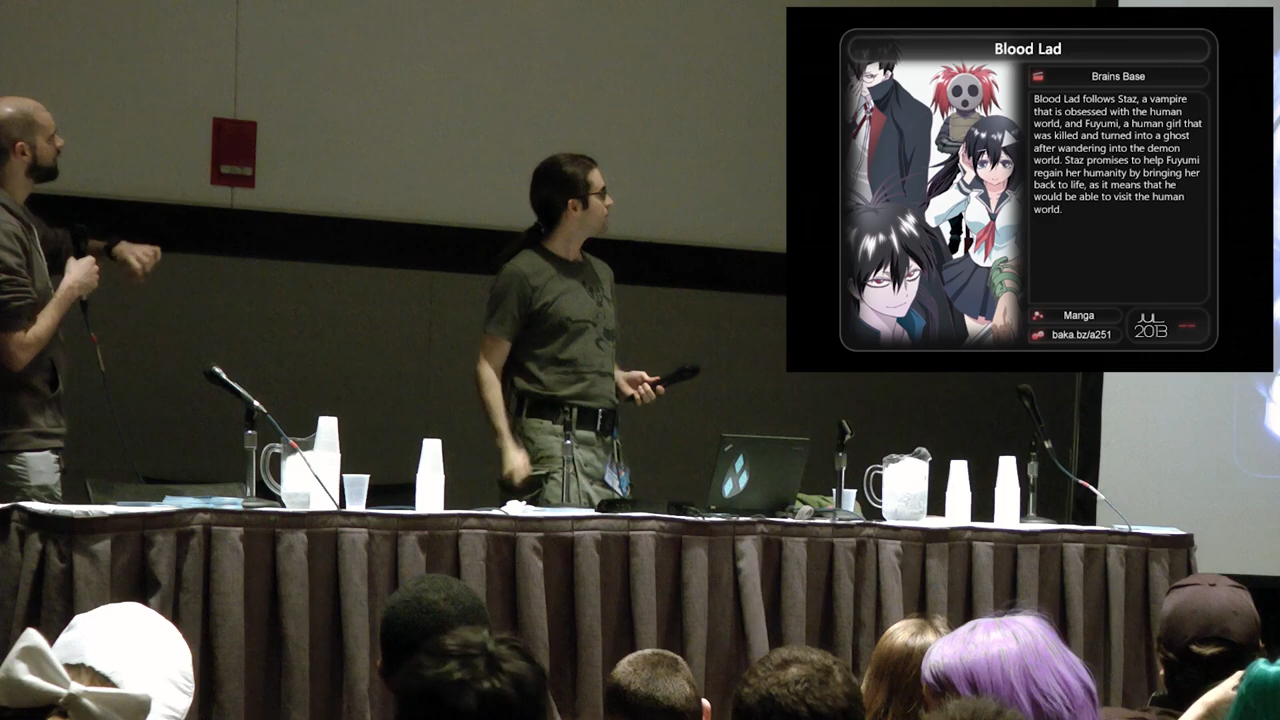 Blood Lad
Brains Base
Blood Lad follows Staz, a vampire
that is obsessed with the human
world, and Fuyumi, a human girl that
was killed and turned into a ghost
after wandering into the demon
world. Staz promises to help Fuyumi
regain her humanity by bringing her
back to life, as it means that he
would be able to visit the human
world.
Manga
baka.bz/a251
JUL
2013